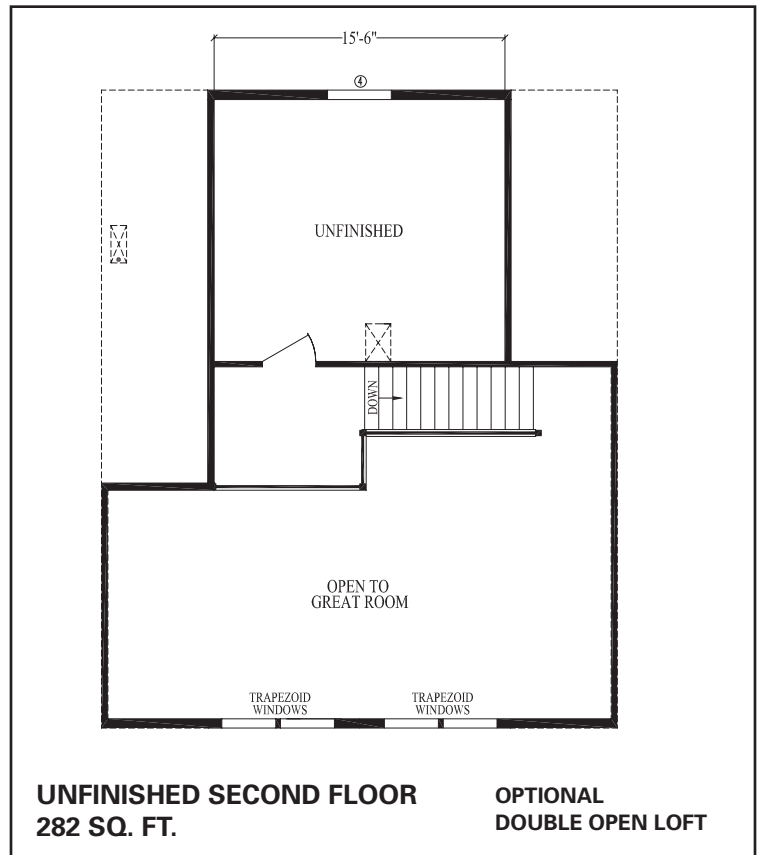 15'-6"
4
UNFINISHED
DOWN
OPEN TO
GREAT ROOM
TRAPEZOID
WINDOWS
TRAPEZOID
WINDOWS
UNFINISHED SECOND FLOOR
282 SQ. FT.
OPTIONAL
DOUBLE OPEN LOFT